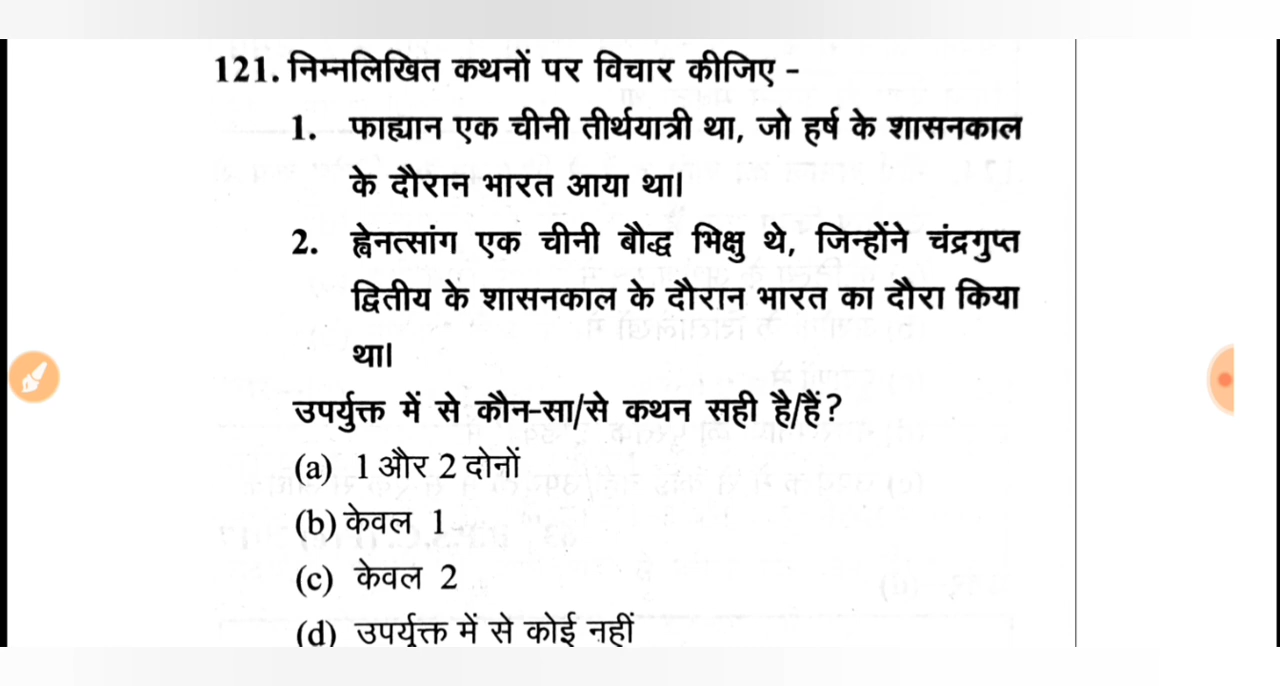 121. निम्नलिखित कथनों पर विचार कीजिए -
1. फाह्यान एक चीनी तीर्थयात्री था, जो हर्ष के शासनकाल
के दौरान भारत आया था।
2. ह्वेनत्सांग एक चीनी बौद्ध भिक्षु थे, जिन्होंने चंद्रगुप्त
द्वितीय के शासनकाल के दौरान भारत का दौरा किया
था।
उपर्युक्त में से कौन-सा/से कथन सही है/हैं?
(a) 1 और 2 दोनों
(b) केवल 1
(c) केवल 2
(d) उपर्युक्त में से कोई नहीं